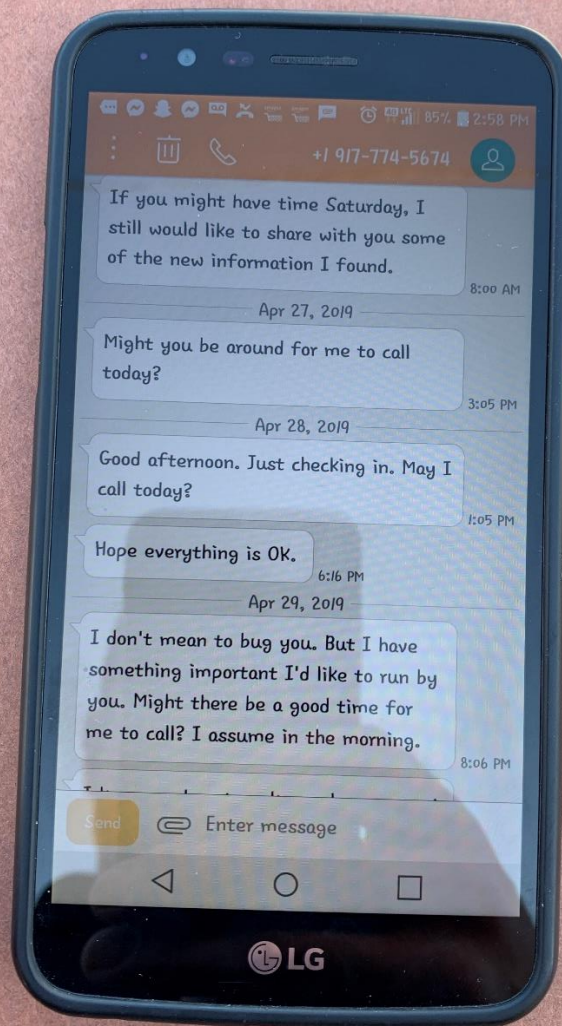 85% 2:58 PM
+1 917-774-5674
If you might have time Saturday, I
still would like to share with you some
of the new information I found.
8:00 AM
Apr 27, 2019
Might you be around for me to call
today?
3:05 PM
Apr 28, 2019
Good afternoon. Just checking in. May I
call today?
1:05 PM
Hope everything is OK.
6:16 PM
Apr 29, 2019
I don't mean to bug you. But I have
something important I'd like to run by
you. Might there be a good time for
me to call? I assume in the morning.
8:06 PM
Send Enter message
LG